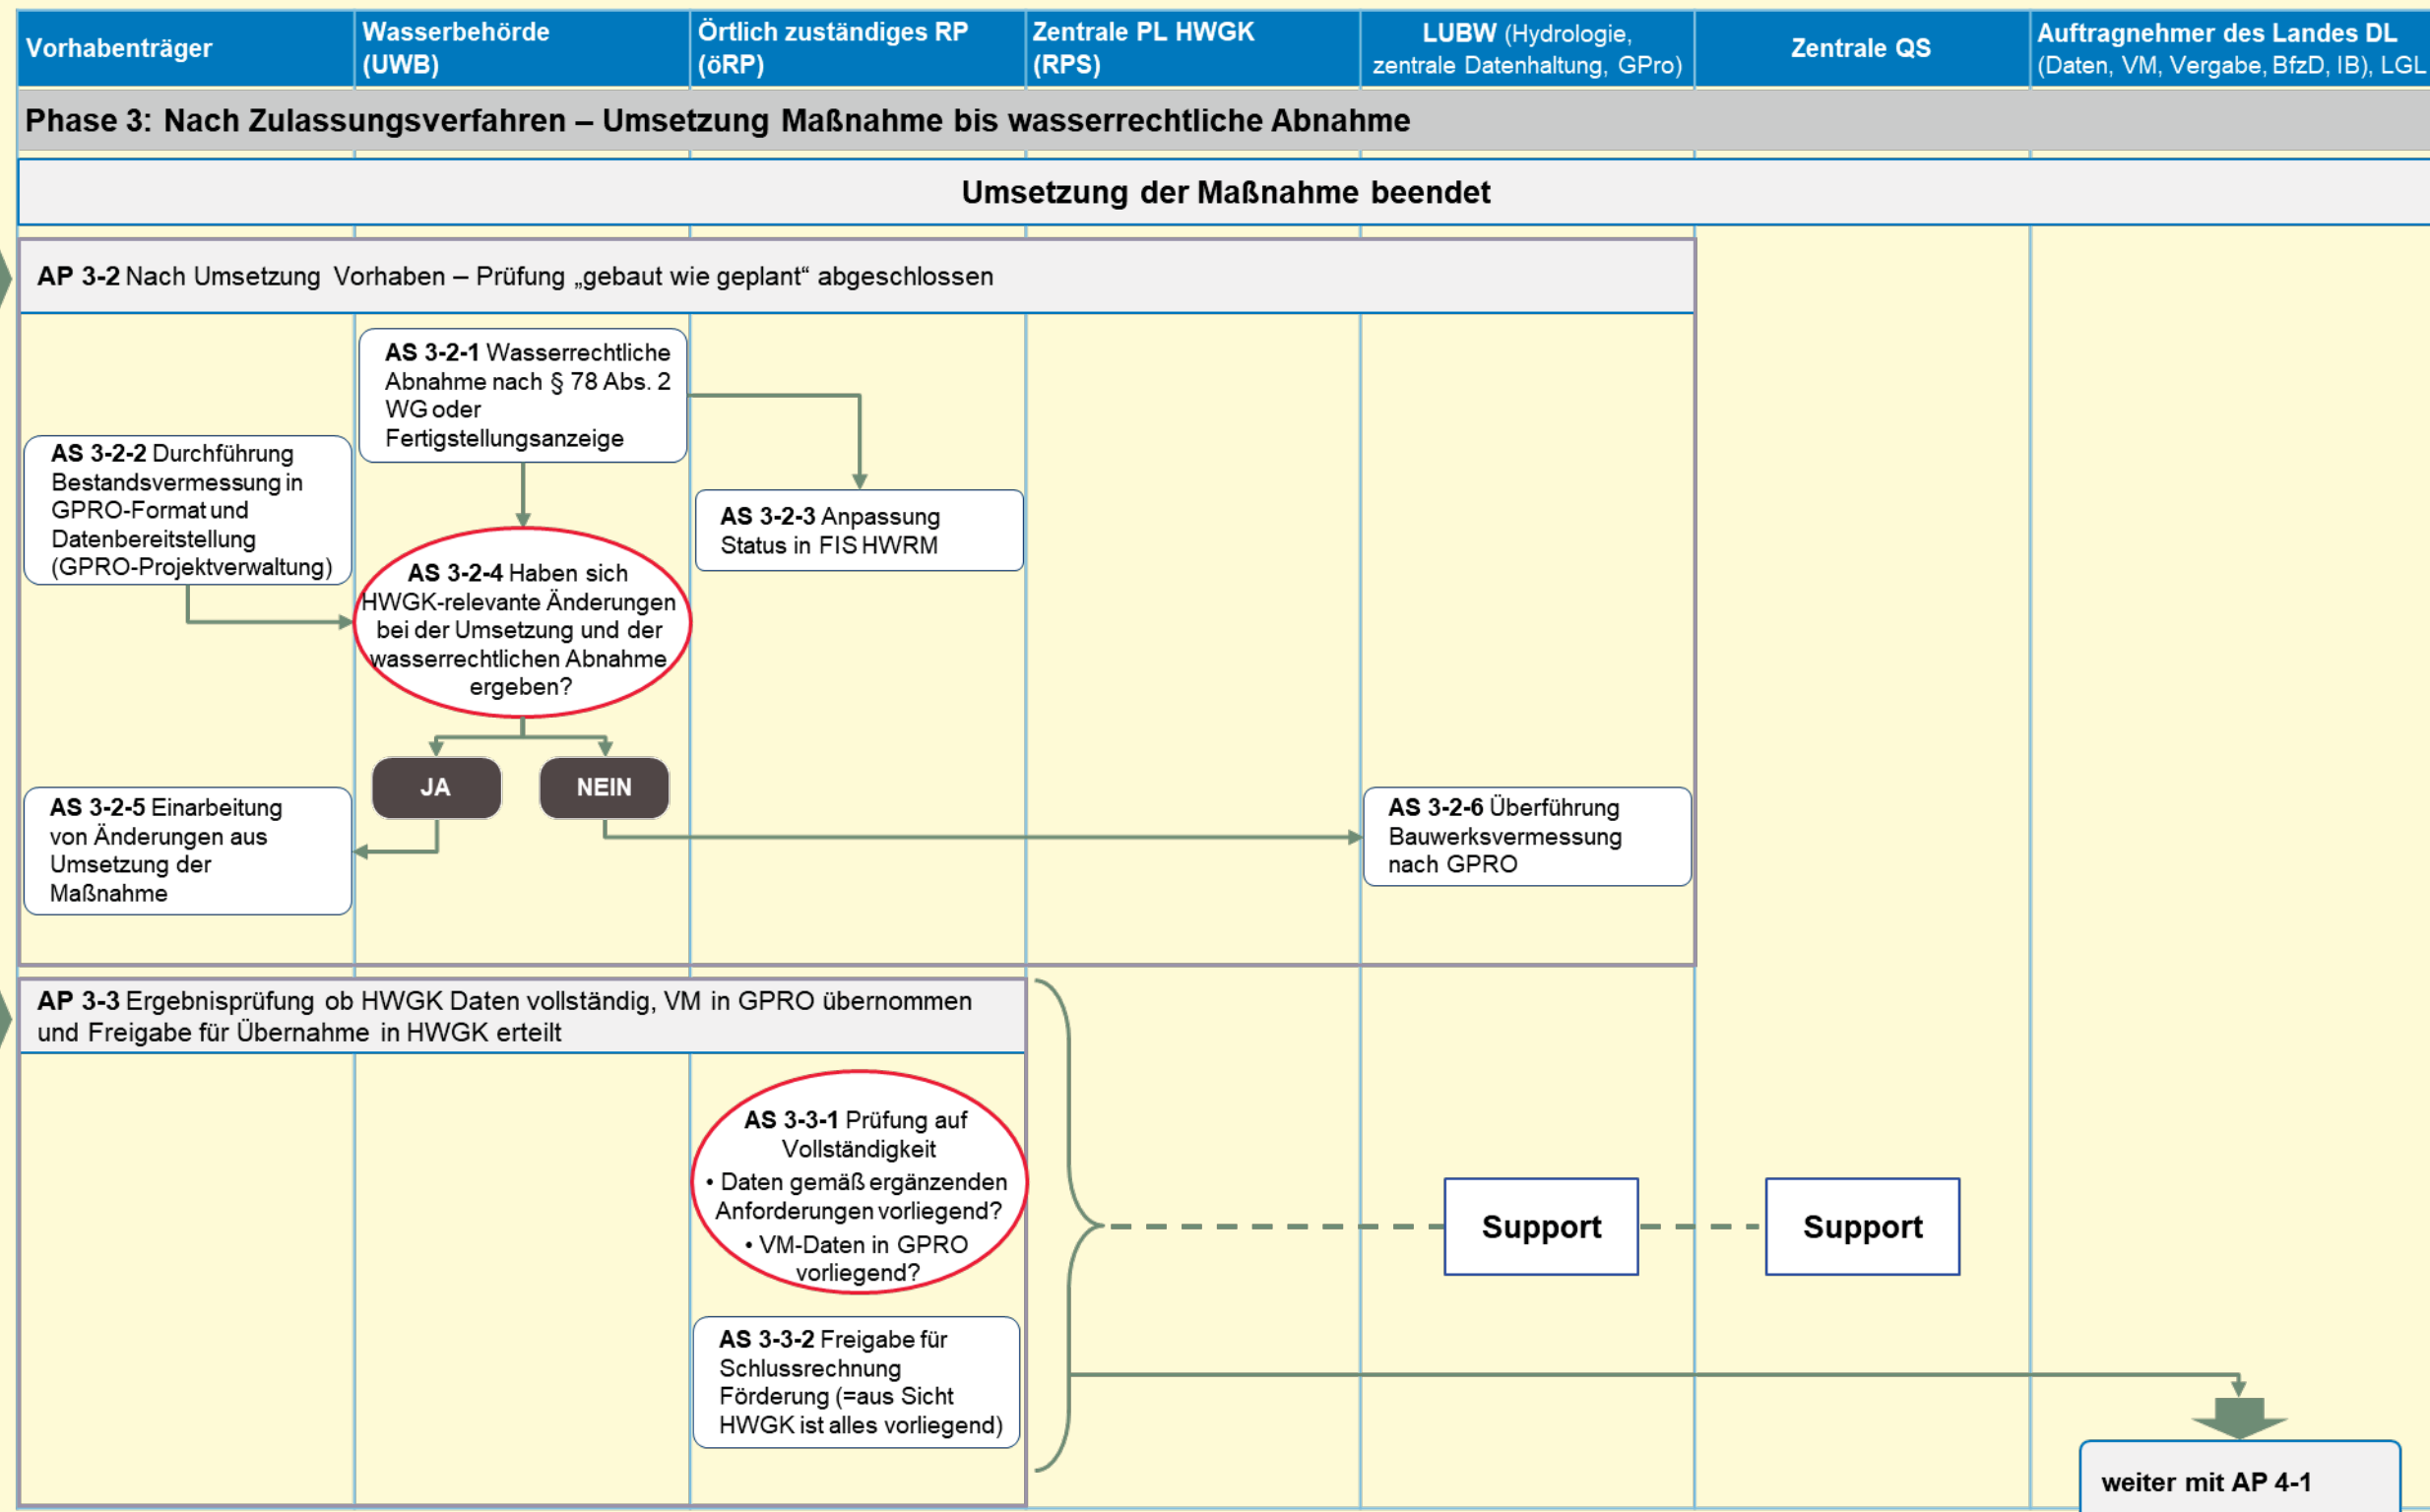 Vorhabenträger
Wasserbehörde
(UWB)
Örtlich zuständiges RP
(öRP)
Zentrale PL HWGK
(RPS)
LUBW (Hydrologie,
zentrale Datenhaltung, GPro)
Zentrale QS
Auftragnehmer des Landes DL
(Daten, VM, Vergabe, BfzD, IB), LGL
Phase 3: Nach Zulassungsverfahren – Umsetzung Maßnahme bis wasserrechtliche Abnahme
Umsetzung der Maßnahme beendet
AP 3-2 Nach Umsetzung Vorhaben – Prüfung „gebaut wie geplant“ abgeschlossen
AS 3-2-1 Wasserrechtliche
Abnahme nach § 78 Abs. 2
WG oder
Fertigstellungsanzeige
AS 3-2-2 Durchführung
Bestandsvermessung in
GPRO-Format und
Datenbereitstellung
(GPRO-Projektverwaltung)
AS 3-2-3 Anpassung
Status in FIS HWRM
AS 3-2-4 Haben sich
HWGK-relevante Änderungen
bei der Umsetzung und der
wasserrechtlichen Abnahme
ergeben?
JA
NEIN
AS 3-2-5 Einarbeitung
von Änderungen aus
Umsetzung der
Maßnahme
AS 3-2-6 Überführung
Bauwerksvermessung
nach GPRO
AP 3-3 Ergebnisprüfung ob HWGK Daten vollständig, VM in GPRO übernommen
und Freigabe für Übernahme in HWGK erteilt
AS 3-3-1 Prüfung auf
Vollständigkeit
• Daten gemäß ergänzenden
Anforderungen vorliegend?
• VM-Daten in GPRO
vorliegend?
Support
Support
AS 3-3-2 Freigabe für
Schlussrechnung
Förderung (=aus Sicht
HWGK ist alles vorliegend)
weiter mit AP 4-1